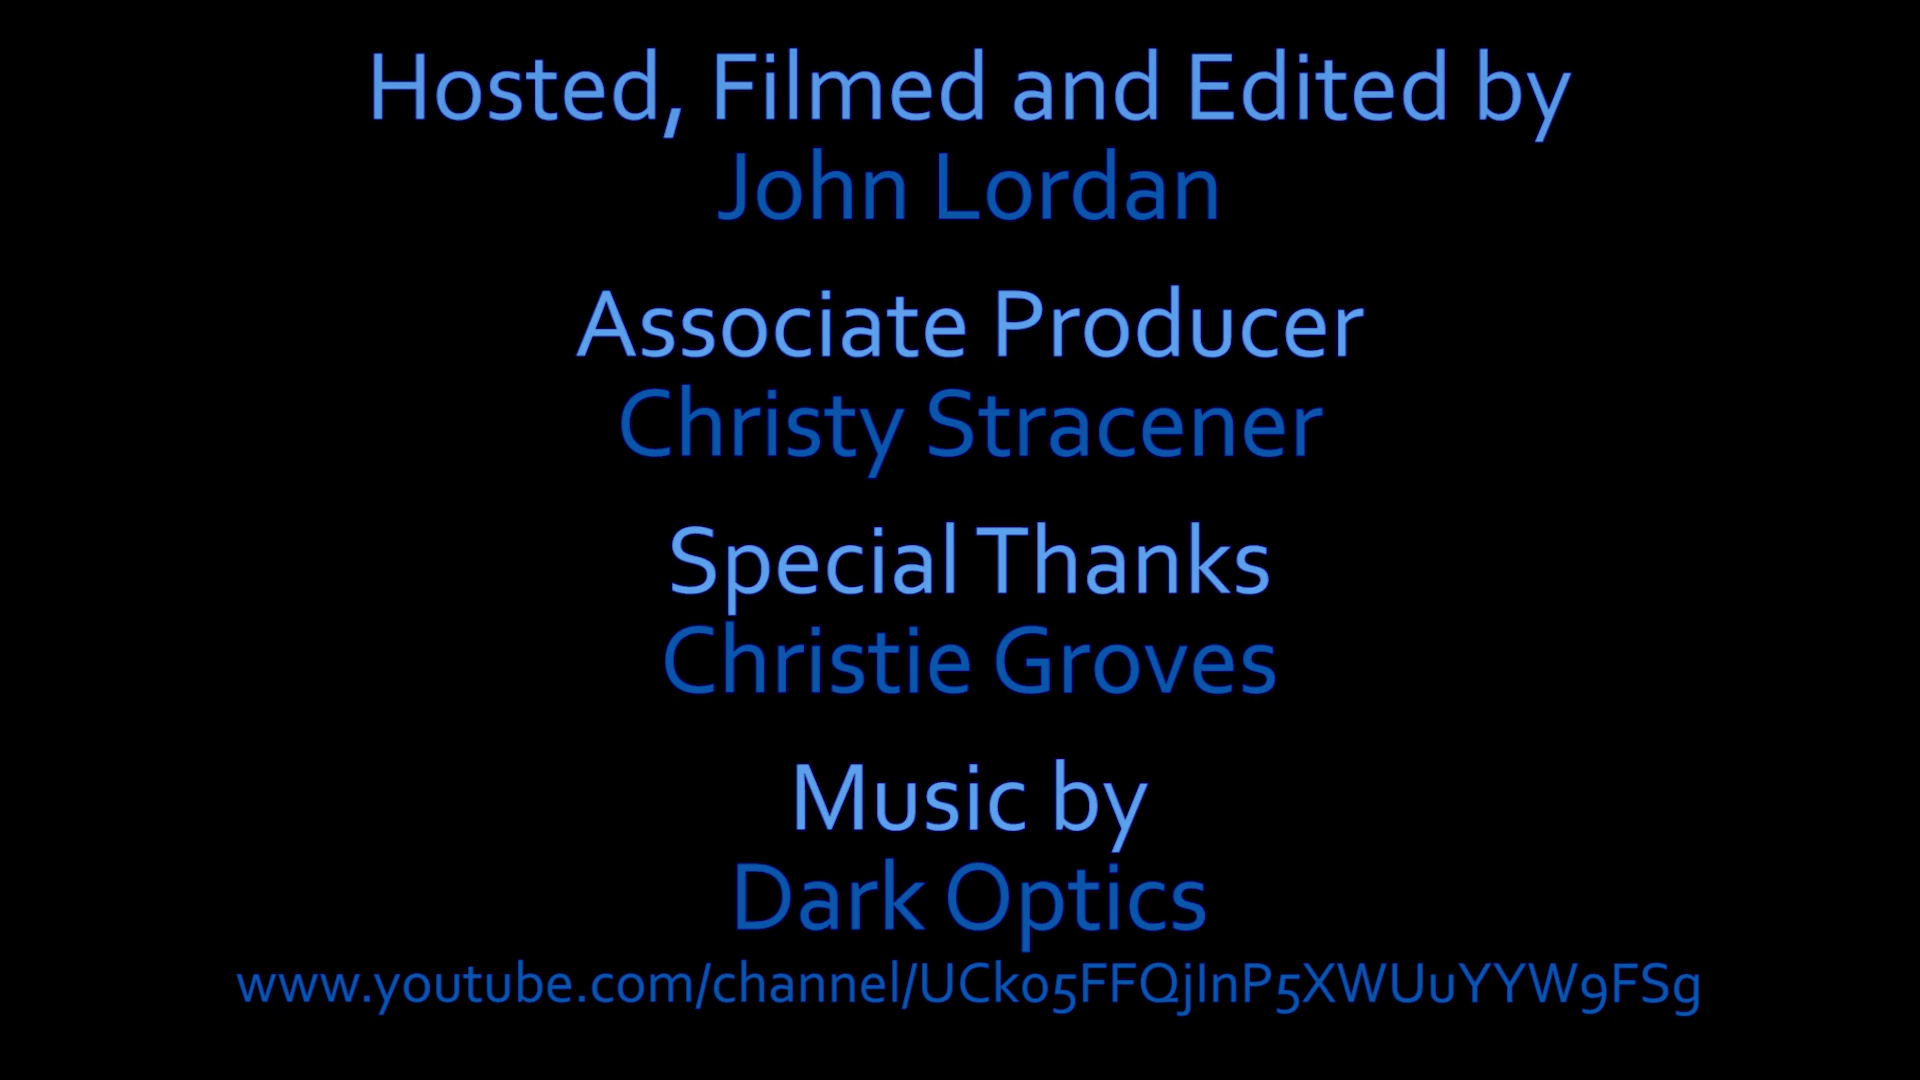 Hosted, Filmed and Edited by
John Lordan
Associate Producer
Christy Stracener
Special Thanks
Christie Groves
Music by
Dark Optics
www.youtube.com/channel/UCko5FFQjInP5XWUuYYW9FSg